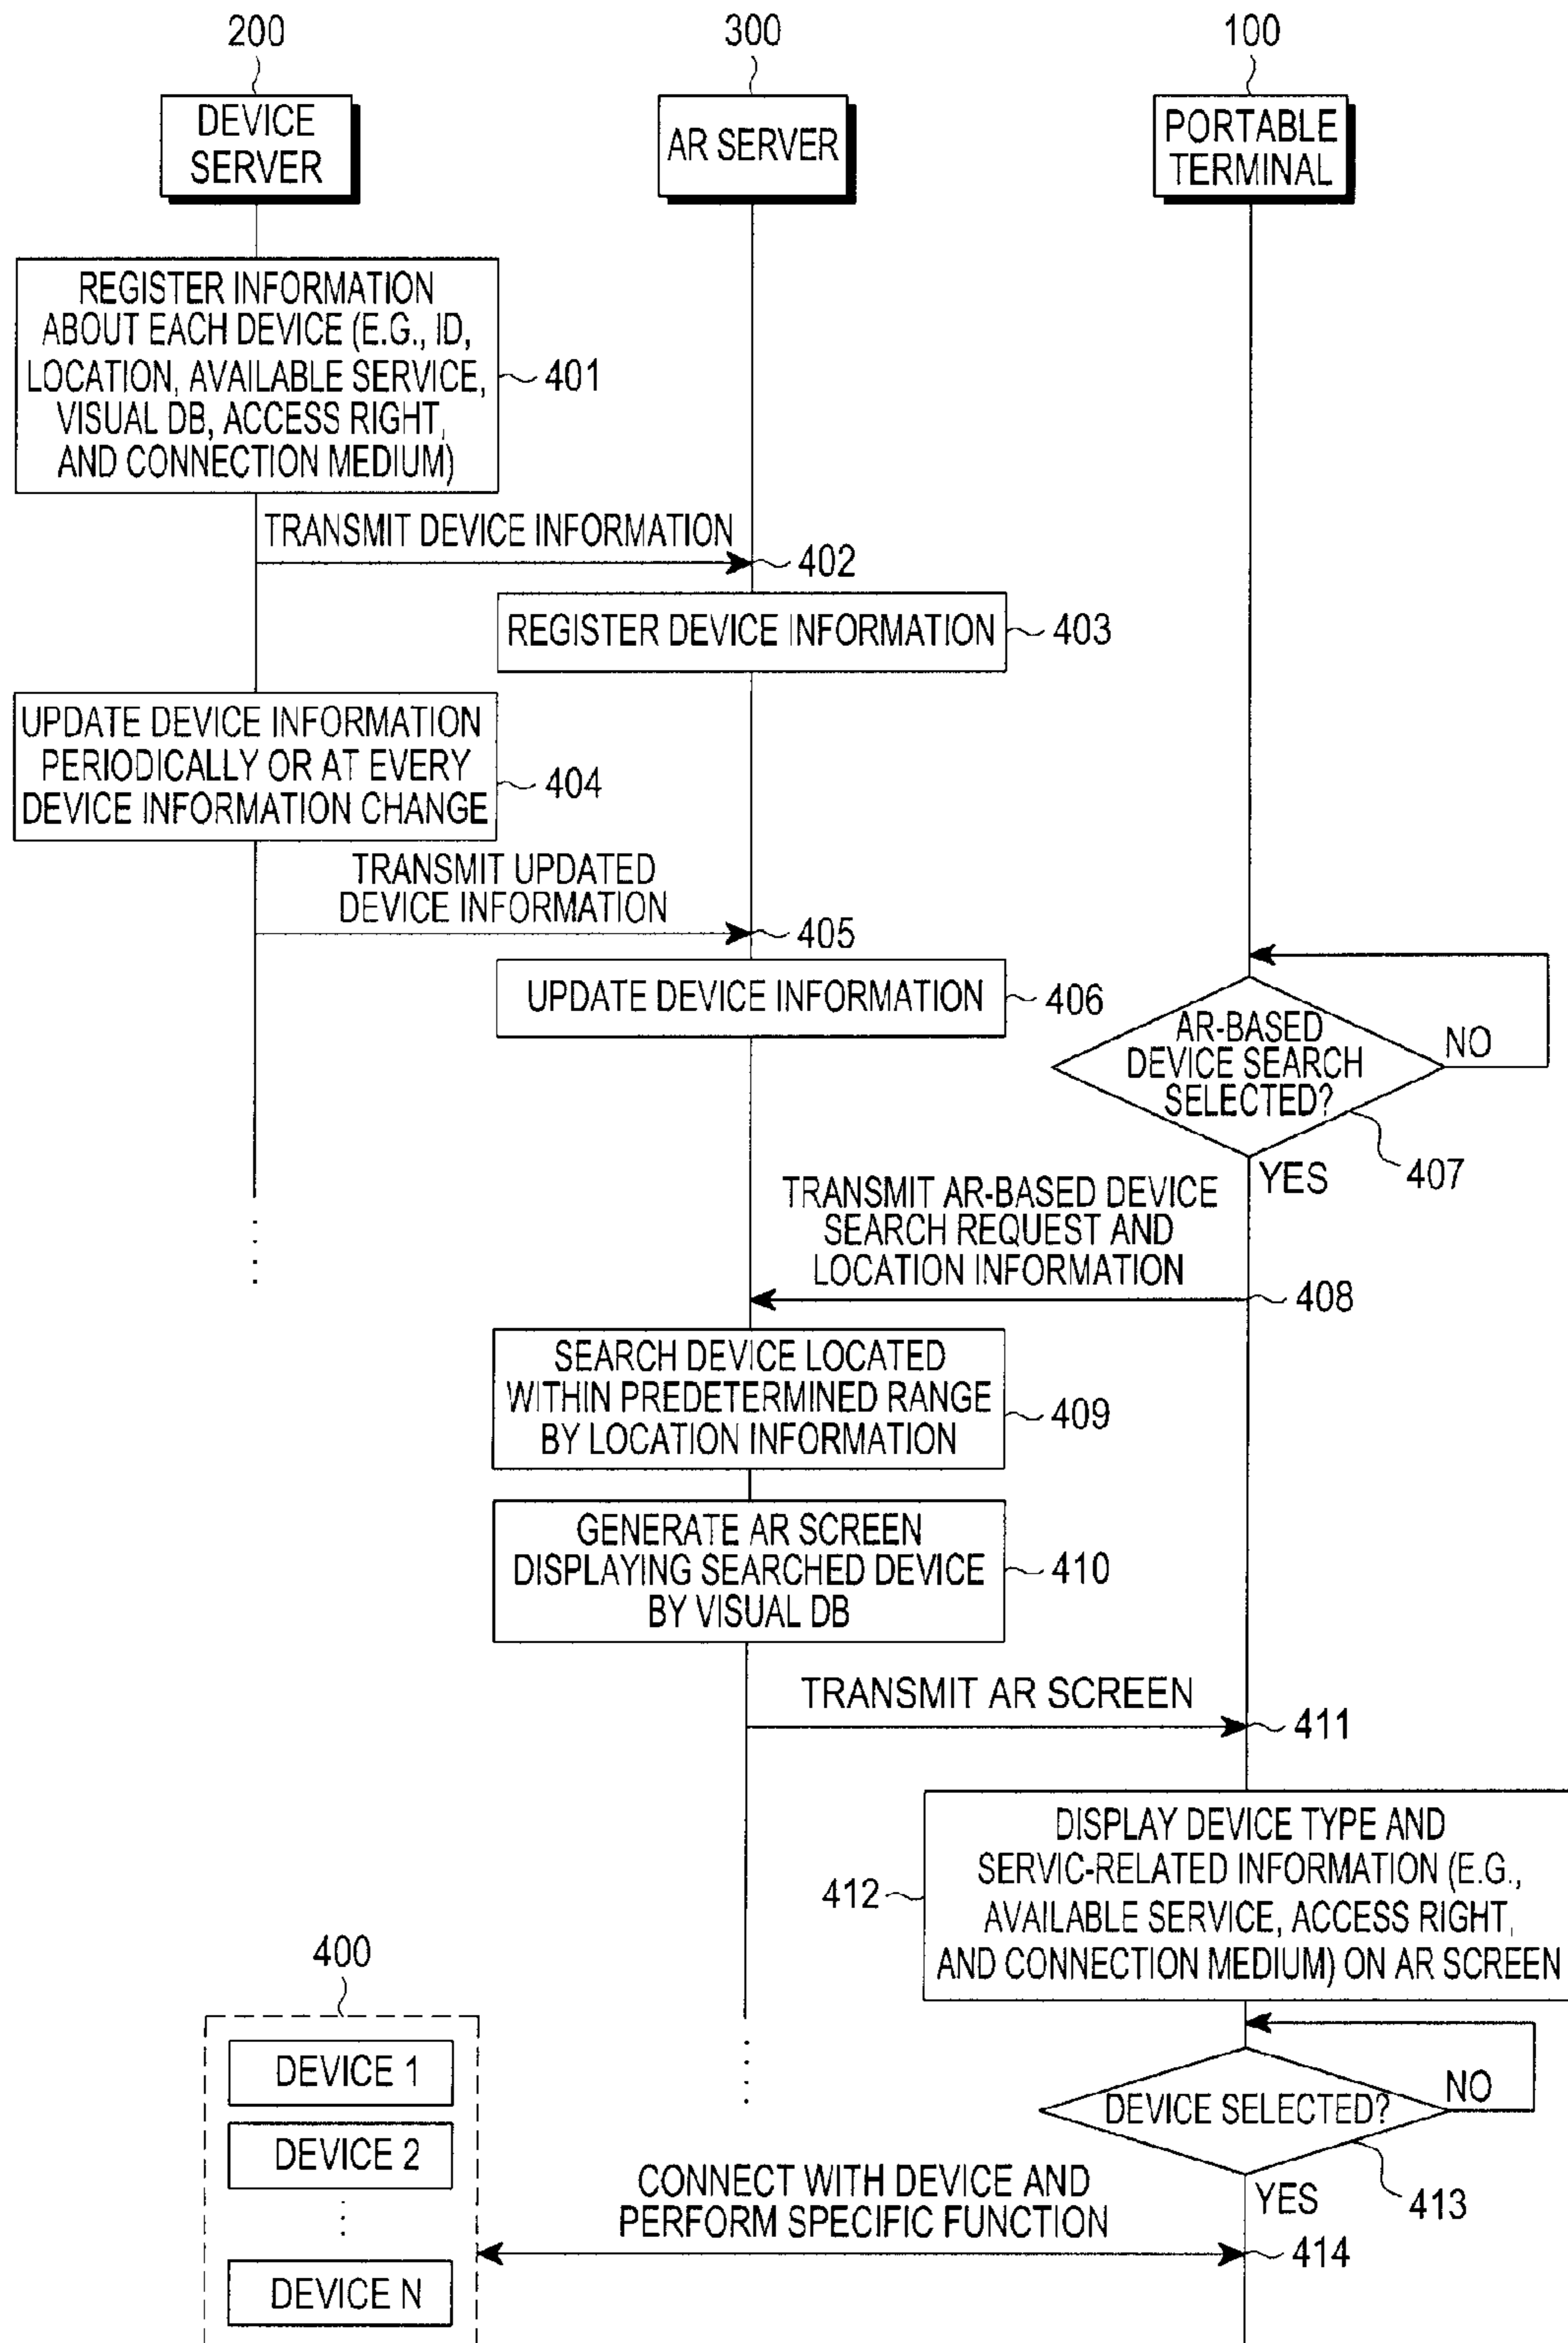 200
300
100
DEVICE
SERVER
AR SERVER
PORTABLE
TERMINAL
REGISTER INFORMATION
ABOUT EACH DEVICE (E.G., ID,
LOCATION, AVAILABLE SERVICE,
VISUAL DB, ACCESS RIGHT,
AND CONNECTION MEDIUM)
401
TRANSMIT DEVICE INFORMATION
402
REGISTER DEVICE INFORMATION
403
UPDATE DEVICE INFORMATION
PERIODICALLY OR AT EVERY
DEVICE INFORMATION CHANGE
404
TRANSMIT UPDATED
DEVICE INFORMATION
405
UPDATE DEVICE INFORMATION
406
AR-BASED
DEVICE SEARCH
SELECTED?
NO
407
YES
TRANSMIT AR-BASED DEVICE
SEARCH REQUEST AND
LOCATION INFORMATION
408
SEARCH DEVICE LOCATED
WITHIN PREDETERMINED RANGE
BY LOCATION INFORMATION
409
GENERATE AR SCREEN
DISPLAYING SEARCHED DEVICE
BY VISUAL DB
410
TRANSMIT AR SCREEN
411
DISPLAY DEVICE TYPE AND
SERVIC-RELATED INFORMATION (E.G.,
AVAILABLE SERVICE, ACCESS RIGHT,
AND CONNECTION MEDIUM) ON AR SCREEN
412
400
DEVICE 1
DEVICE 2
DEVICE N
DEVICE SELECTED?
NO
413
YES
CONNECT WITH DEVICE AND
PERFORM SPECIFIC FUNCTION
414